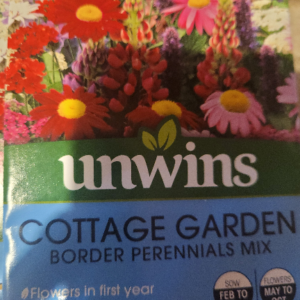 unwins
COTTAGE GARDEN
BORDER PERENNIALS MIX
Flowers in first year
SOW
FEB TO
FLOWERS
MAY TO